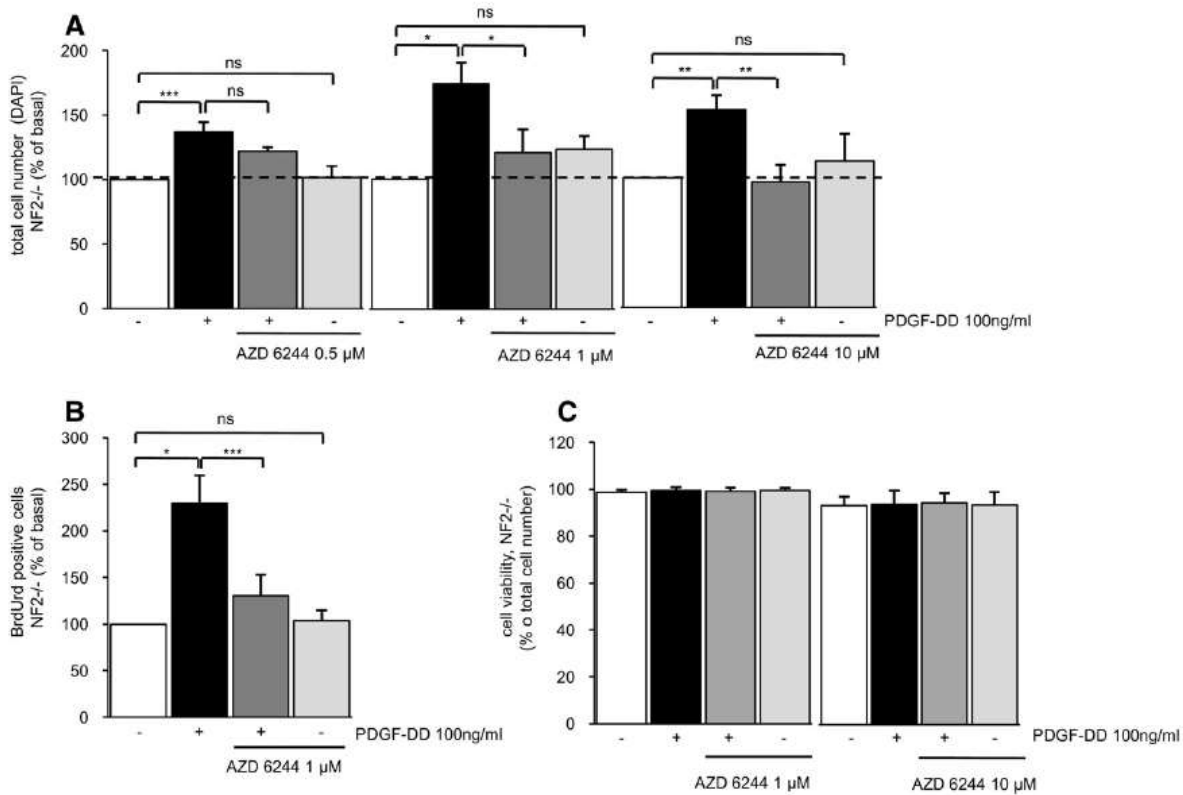 A
total cell number (DAPI)
NF2-/- (% of basal)
200
150
100
50
0
ns
*** ns
ns
* *
ns
** **
- + + - - + + - - + + - PDGF-DD 100ng/ml
AZD 6244 0.5 µM AZD 6244 1 µM AZD 6244 10 µM
B
BrdUrd positive cells
NF2-/- (% of basal)
300
250
200
150
100
50
0
ns
* ***
- + + - PDGF-DD 100ng/ml
AZD 6244 1 µM
C
cell viability, NF2-/-
(% o total cell number)
120
100
80
60
40
20
0
- + + - - + + - PDGF-DD 100ng/ml
AZD 6244 1 µM AZD 6244 10 µM